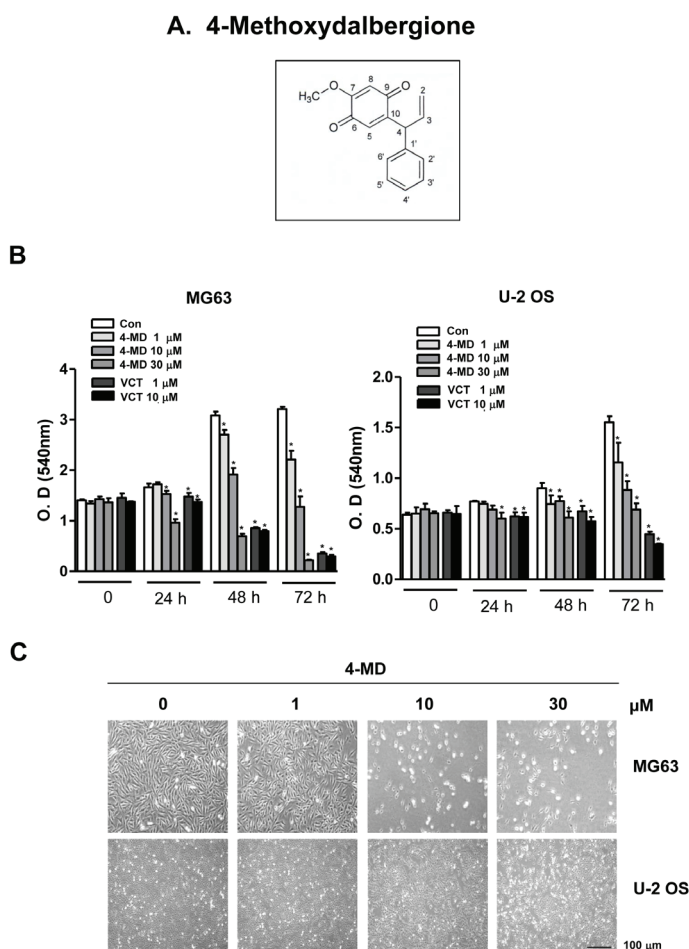 A. 4-Methoxydalbergione
H₃C
O
7
8
9
O
2
10
3
O
6
5
4
1'
6'
2'
5'
3'
4'
B
MG63
Con
4-MD 1 μM
4-MD 10 μM
4-MD 30 μM
VCT 1 μM
VCT 10 μM
O. D (540nm)
4
3
2
1
0
0
24 h
48 h
72 h
U-2 OS
Con
4-MD 1 μM
4-MD 10 μM
4-MD 30 μM
VCT 1 μM
VCT 10 μM
O. D (540nm)
2.0
1.5
1.0
0.5
0.0
0
24 h
48 h
72 h
C
4-MD
0 1 10 30 μM
MG63
U-2 OS
100 μm